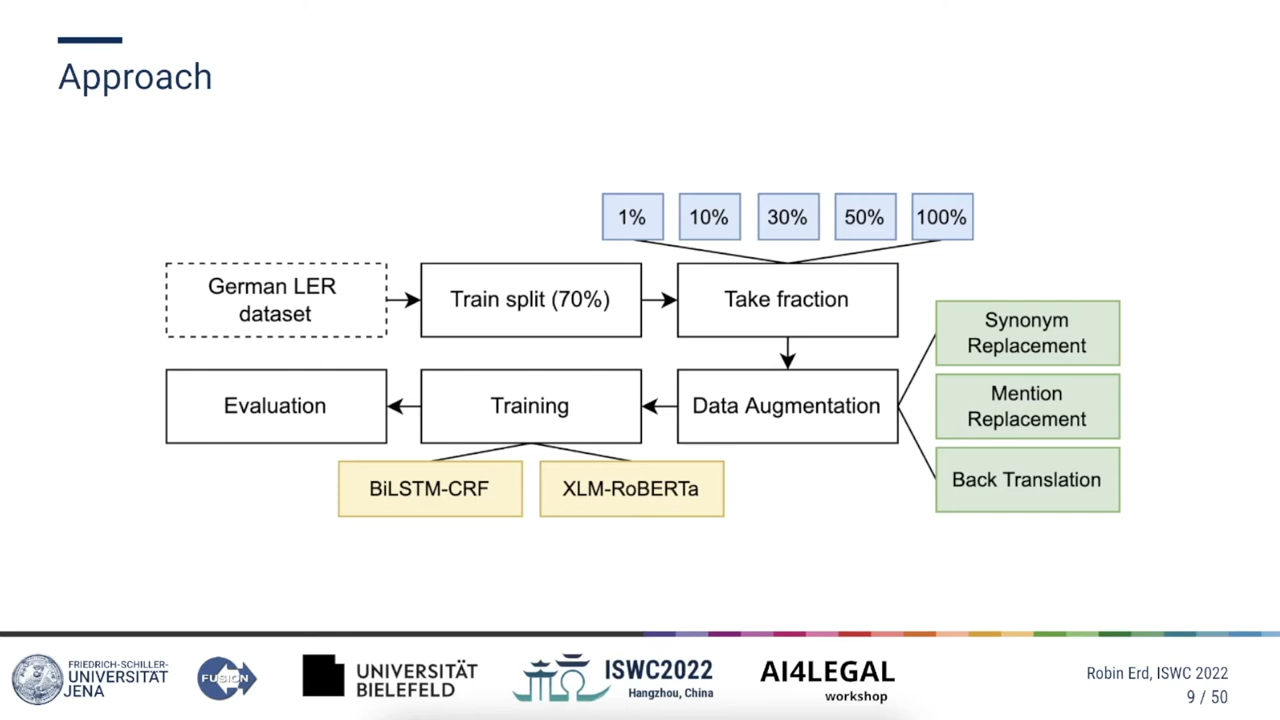 Approach
1%
10%
30%
50%
100%
German LER
dataset
Train split (70%)
Take fraction
Synonym
Replacement
Mention
Replacement
Back Translation
Data Augmentation
Training
Evaluation
BiLSTM-CRF
XLM-RoBERTa
FRIEDRICH-SCHILLER-
UNIVERSITÄT
JENA
FUSION
UNIVERSITÄT
BIELEFELD
ISWC2022
Hangzhou, China
AI4LEGAL
workshop
Robin Erd, ISWC 2022
9 / 50